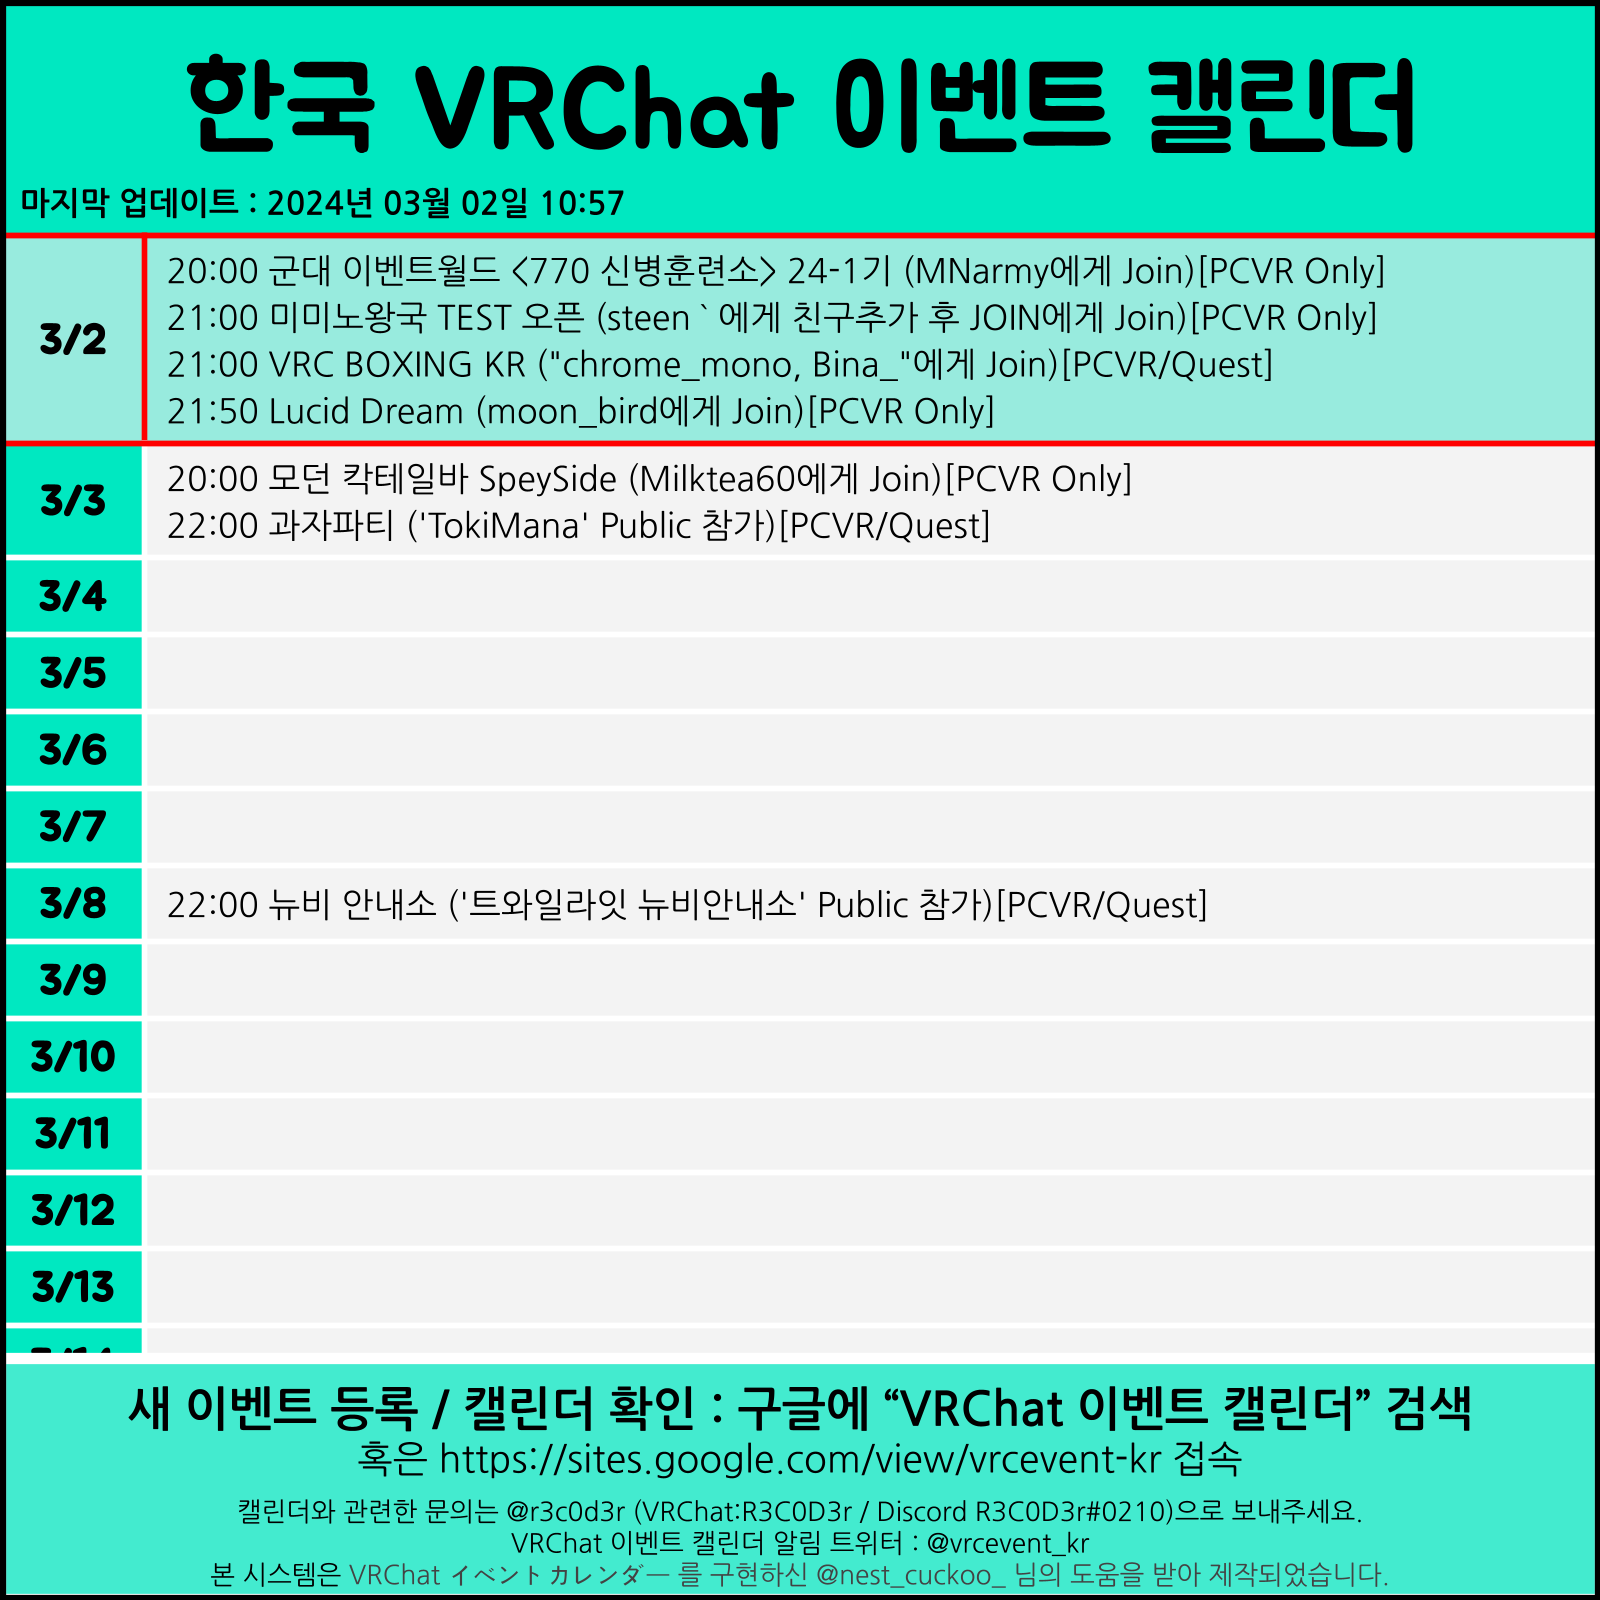 한국 VRChat 이벤트 캘린더
마지막 업데이트 : 2024년 03월 02일 10:57
3/2
20:00 군대 이벤트월드 <770 신병훈련소> 24-1기 (MNarmy에게 Join)[PCVR Only]
21:00 미미노왕국 TEST 오픈 (steen ` 에게 친구추가 후 JOIN에게 Join)[PCVR Only]
21:00 VRC BOXING KR ("chrome_mono, Bina_"에게 Join)[PCVR/Quest]
21:50 Lucid Dream (moon_bird에게 Join)[PCVR Only]
3/3
20:00 모던 칵테일바 SpeySide (Milktea60에게 Join)[PCVR Only]
22:00 과자파티 ('TokiMana' Public 참가)[PCVR/Quest]
3/4
3/5
3/6
3/7
3/8
22:00 뉴비 안내소 ('트와일라잇 뉴비안내소' Public 참가)[PCVR/Quest]
3/9
3/10
3/11
3/12
3/13
새 이벤트 등록 / 캘린더 확인 : 구글에 “VRChat 이벤트 캘린더” 검색
혹은 https://sites.google.com/view/vrcevent-kr 접속
캘린더와 관련한 문의는 @r3c0d3r (VRChat:R3C0D3r / Discord R3C0D3r#0210)으로 보내주세요.
VRChat 이벤트 캘린더 알림 트위터 : @vrcevent_kr
본 시스템은 VRChat イベントカレンダー 를 구현하신 @nest_cuckoo_ 님의 도움을 받아 제작되었습니다.